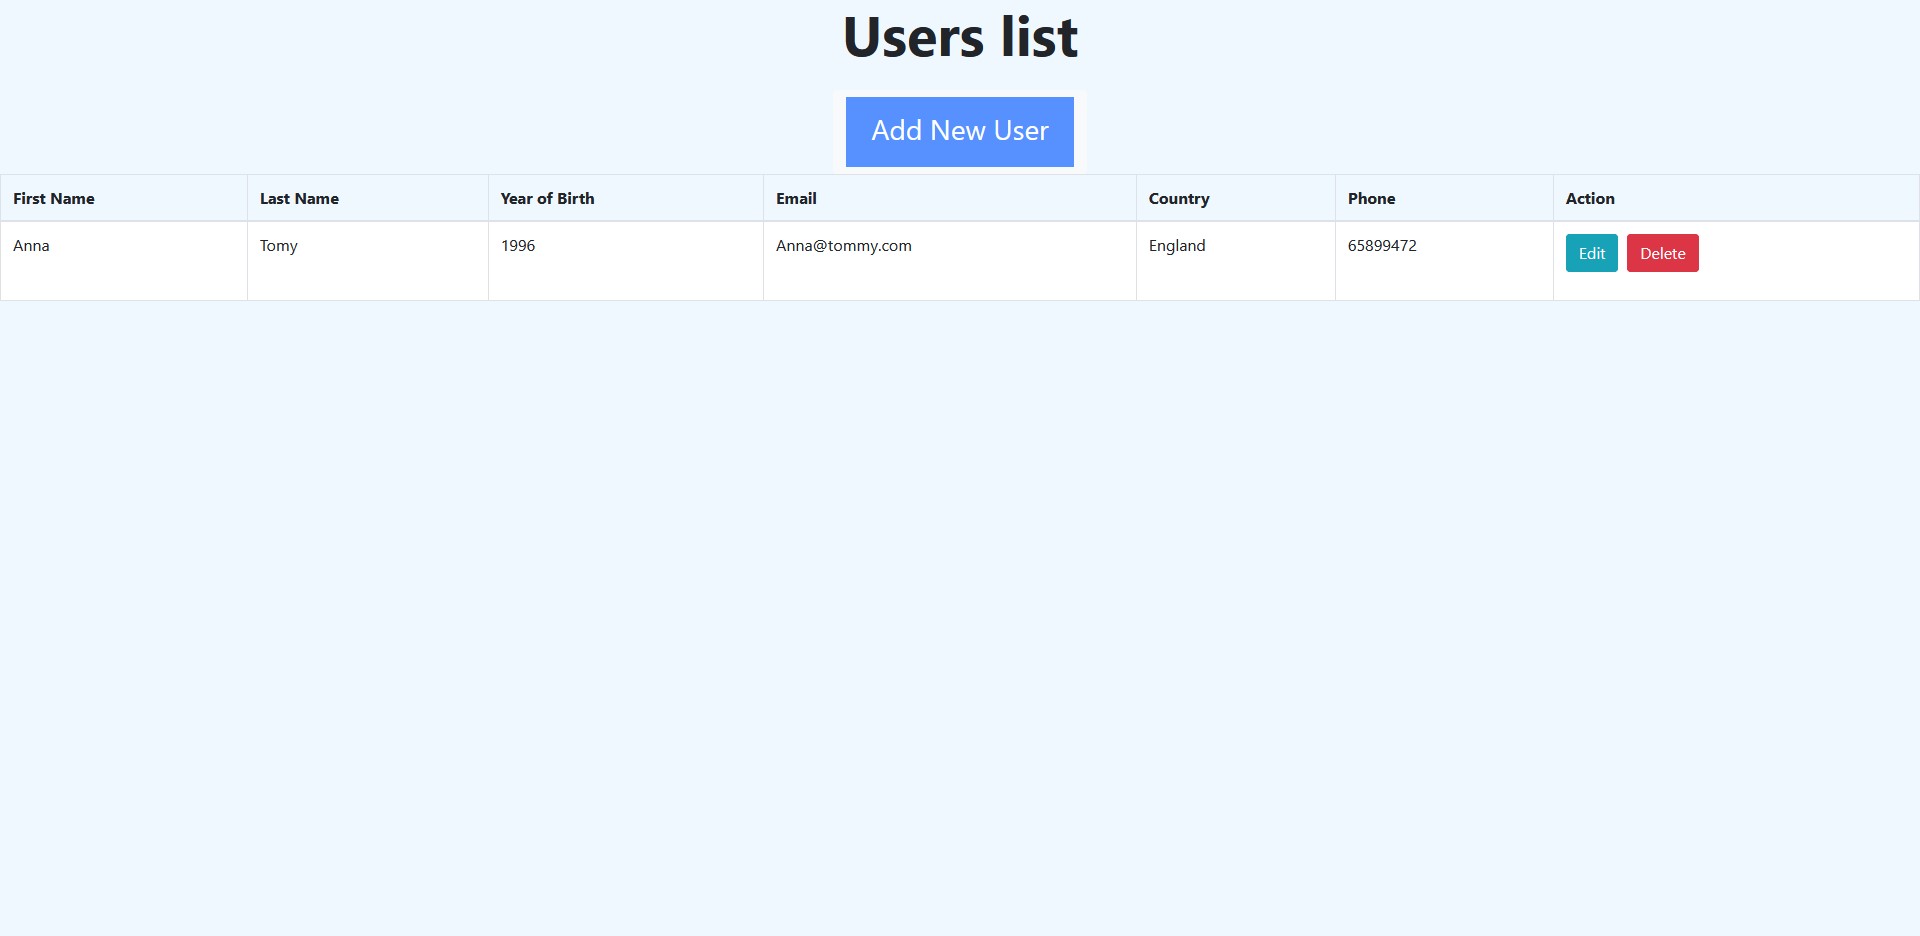 Users list
Add New User
First Name Last Name Year of Birth Email Country Phone Action
Anna Tomy 1996 Anna@tommy.com England 65899472 Edit Delete